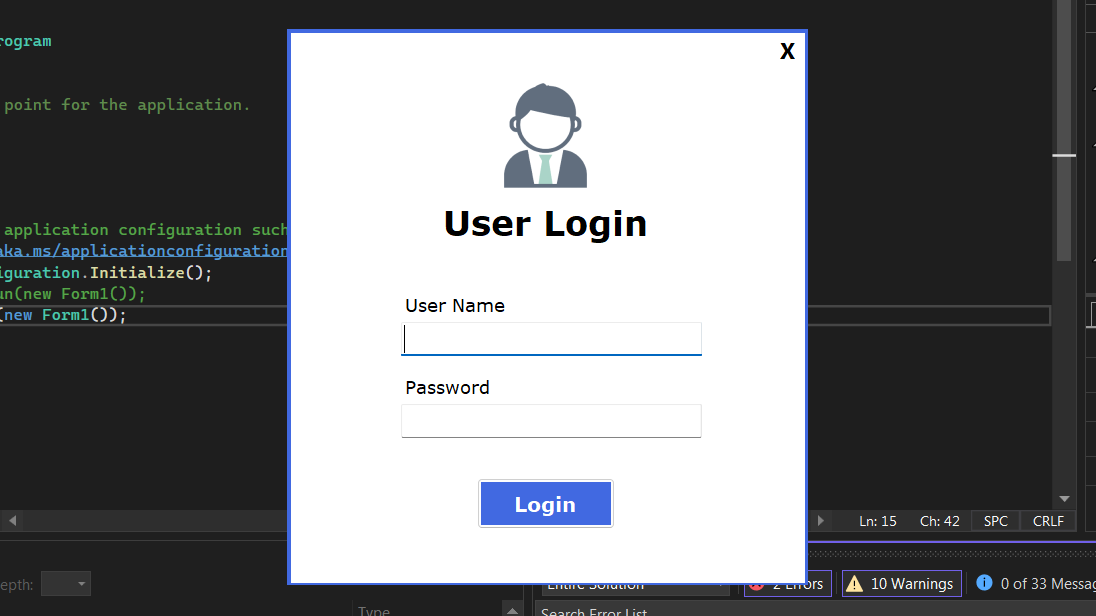 rogram
X
point for the application.
User Login
application configuration such
aka.ms/applicationconfiguration
iguration.Initialize();
un(new Form1());
(new Form1());
User Name
Password
Login
Ln: 15 Ch: 42 SPC CRLF
epth:
Entire Solution 2 Errors 10 Warnings 0 of 33 Messa
Type
Search Error List